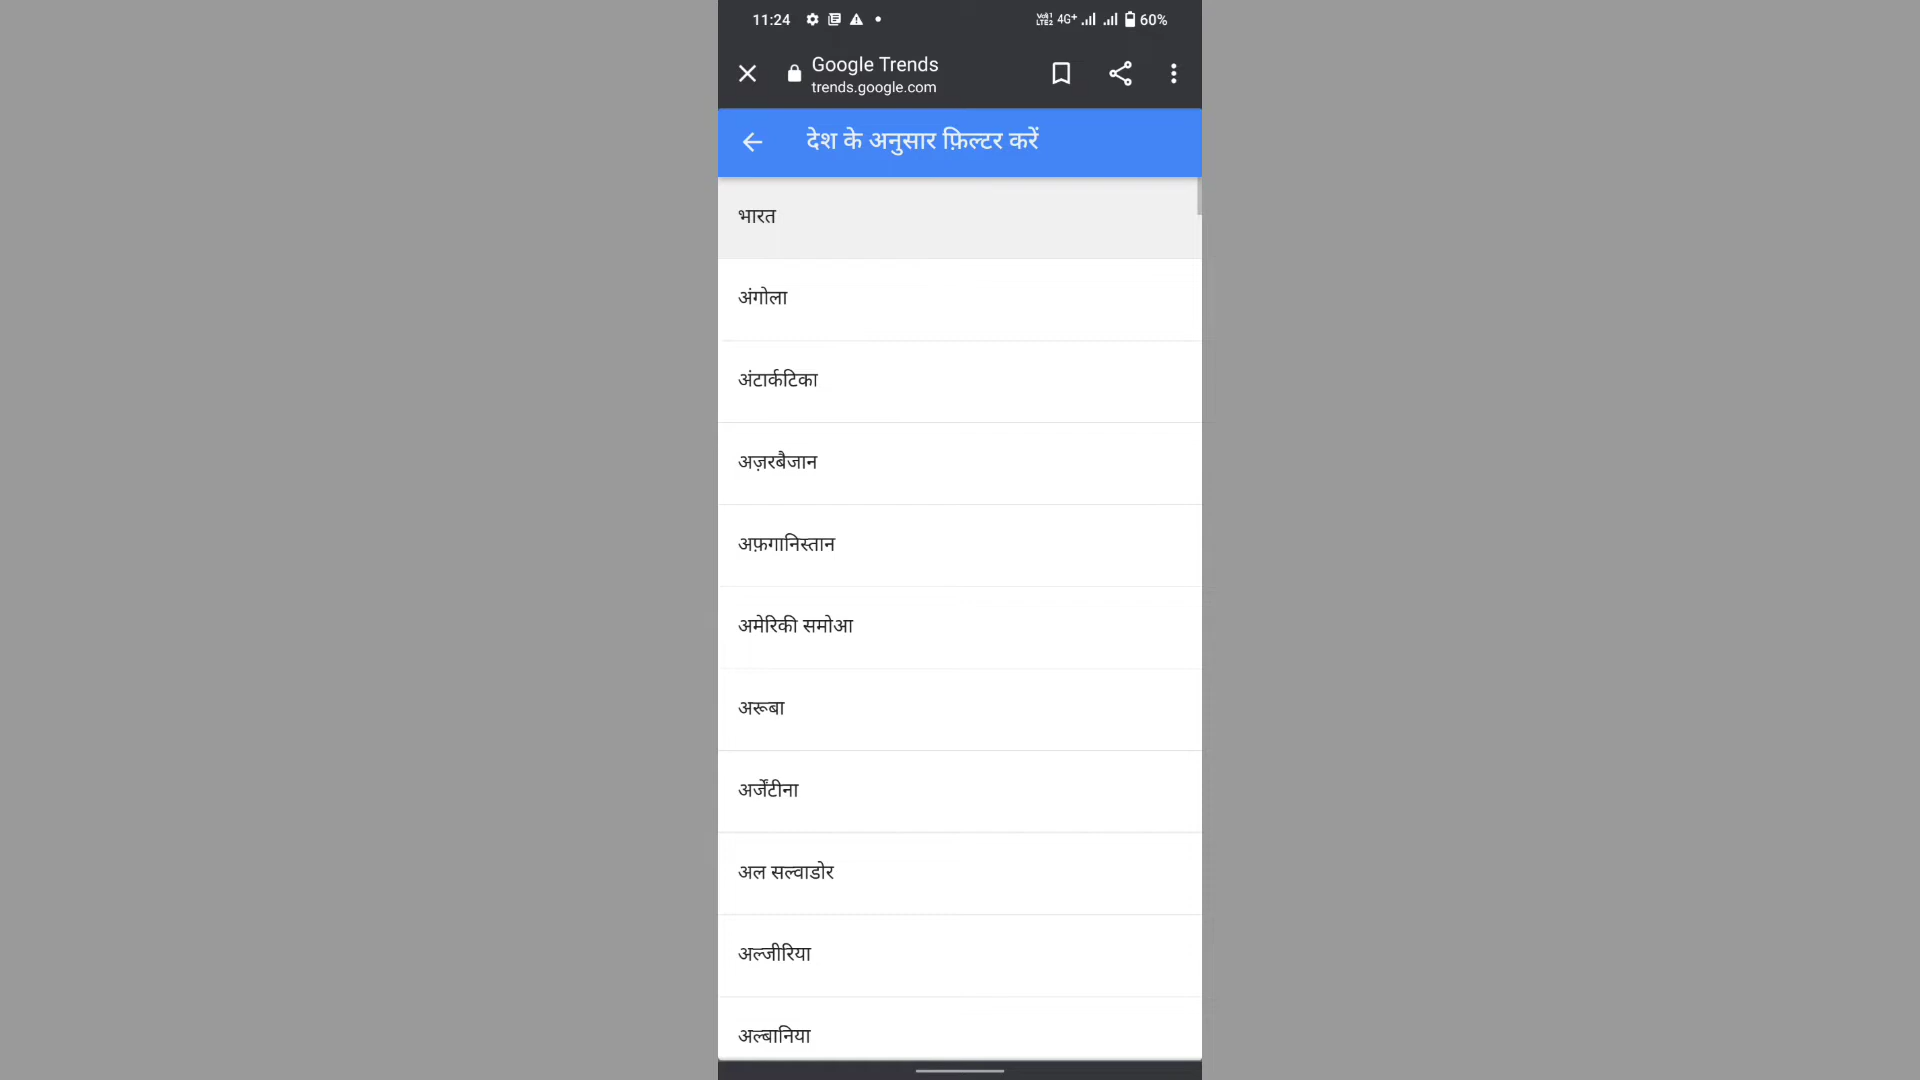 11:24
4G+ 60%
Google Trends
trends.google.com
देश के अनुसार फ़िल्टर करें
भारत
अंगोला
अंटार्कटिका
अज़रबैजान
अफ़गानिस्तान
अमेरिकी समोआ
अरूबा
अर्जेंटीना
अल सल्वाडोर
अल्जीरिया
अल्बानिया